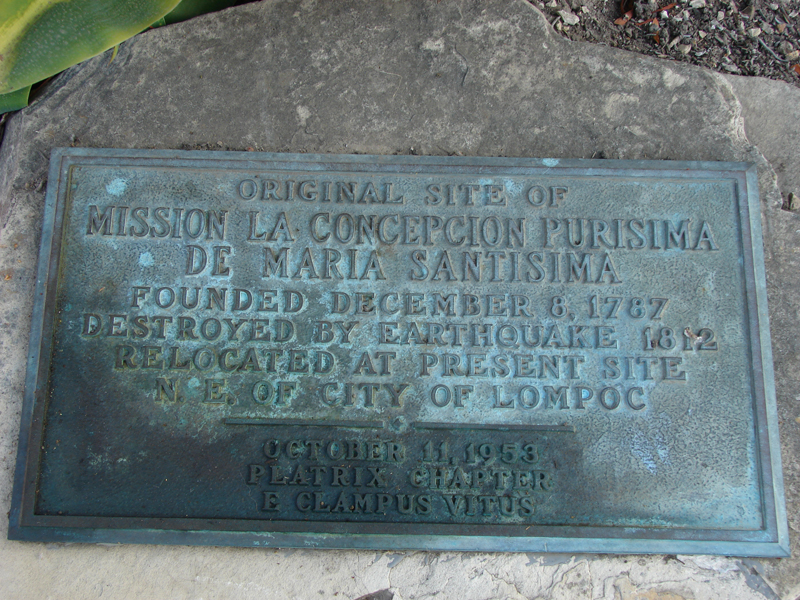 ORIGINAL SITE OF
MISSION LA CONCEPCION PURISIMA
DE MARIA SANTISIMA
FOUNDED DECEMBER 8, 1787
DESTROYED BY EARTHQUAKE 1812
RELOCATED AT PRESENT SITE
N. E. OF CITY OF LOMPOC
OCTOBER 11, 1953
PLATRIX CHAPTER
E CLAMPUS VITUS